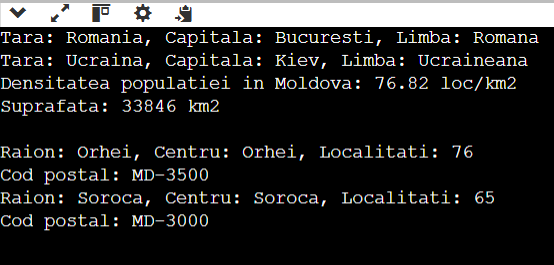 Tara: Romania, Capitala: Bucuresti, Limba: Romana
Tara: Ucraina, Capitala: Kiev, Limba: Ucraineana
Densitatea populatiei in Moldova: 76.82 loc/km2
Suprafata: 33846 km2
Raion: Orhei, Centru: Orhei, Localitati: 76
Cod postal: MD-3500
Raion: Soroca, Centru: Soroca, Localitati: 65
Cod postal: MD-3000